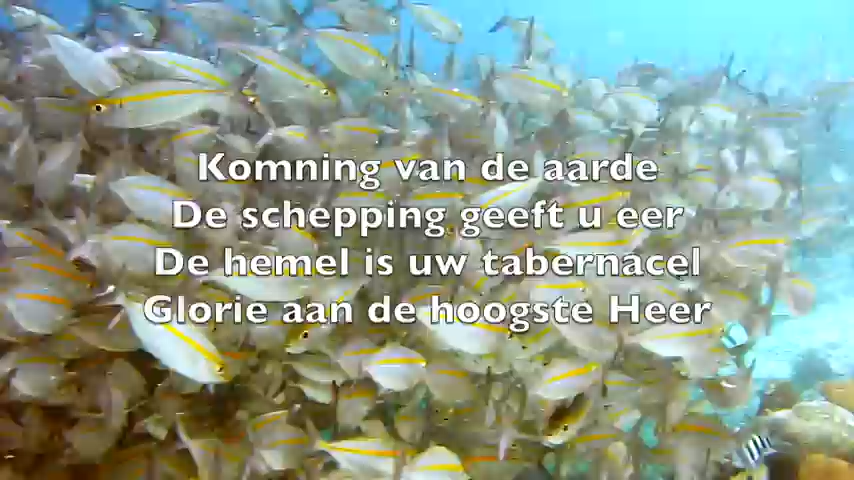 Komning van de aarde
De schepping geeft u eer
De hemel is uw tabernacel
Glorie aan de hoogste Heer